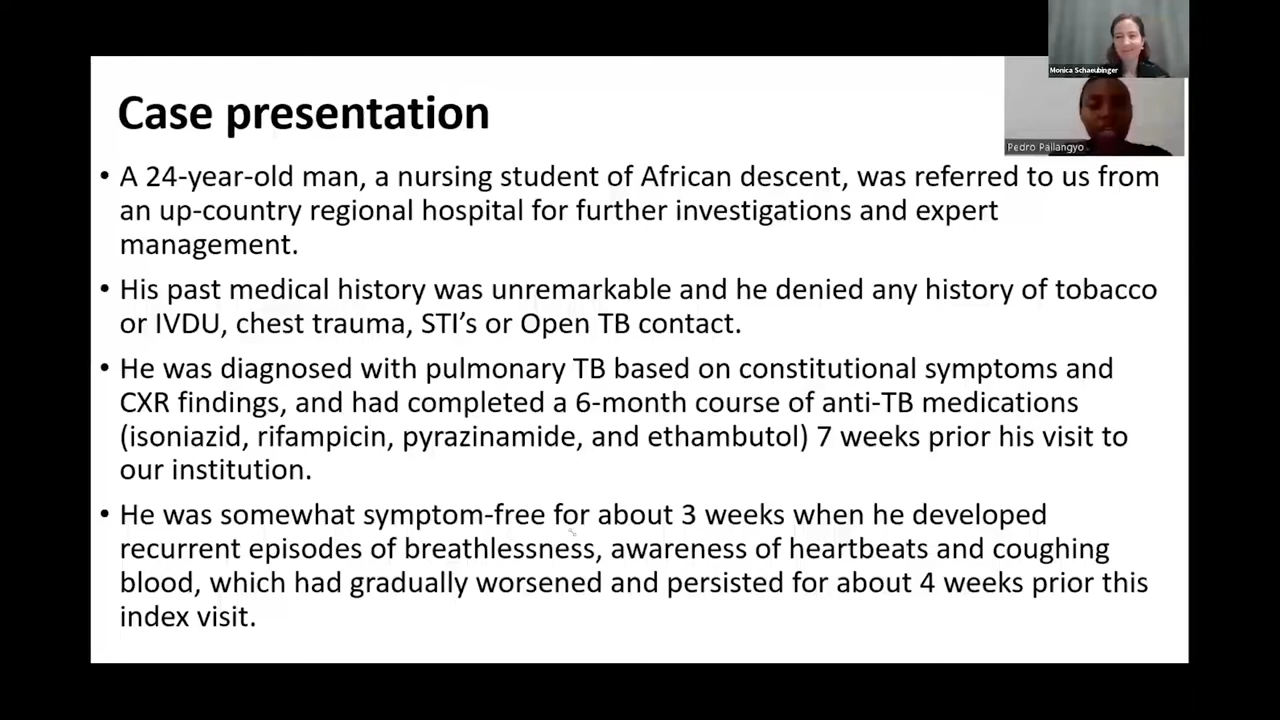 Monica Schaeubinger
Pedro Pallangyo
Case presentation
• A 24-year-old man, a nursing student of African descent, was referred to us from
an up-country regional hospital for further investigations and expert
management.
• His past medical history was unremarkable and he denied any history of tobacco
or IVDU, chest trauma, STI’s or Open TB contact.
• He was diagnosed with pulmonary TB based on constitutional symptoms and
CXR findings, and had completed a 6-month course of anti-TB medications
(isoniazid, rifampicin, pyrazinamide, and ethambutol) 7 weeks prior his visit to
our institution.
• He was somewhat symptom-free for about 3 weeks when he developed
recurrent episodes of breathlessness, awareness of heartbeats and coughing
blood, which had gradually worsened and persisted for about 4 weeks prior this
index visit.